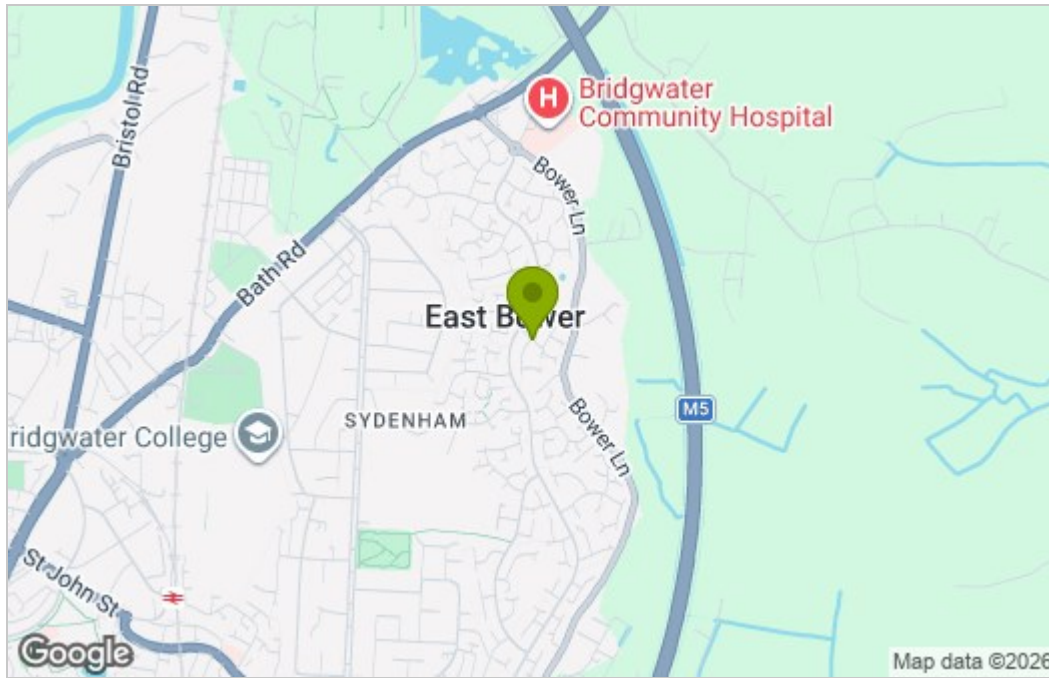 Bristol Rd
H
Bridgwater
Community Hospital
Bower Ln
Bath Rd
East Bower
SYDENHAM
M5
ridgwater College
Bower Ln
St John St
Google
Map data ©2026